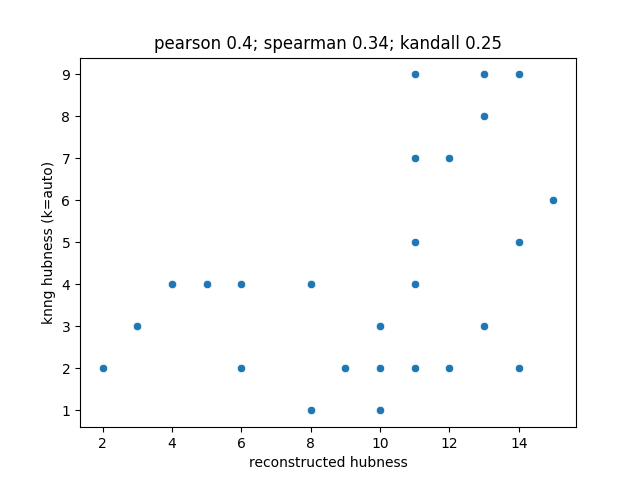 pearson 0.4; spearman 0.34; kandall 0.25
9
8
7
6
5
4
3
2
1
knng hubness (k=auto)
2 4 6 8 10 12 14
reconstructed hubness